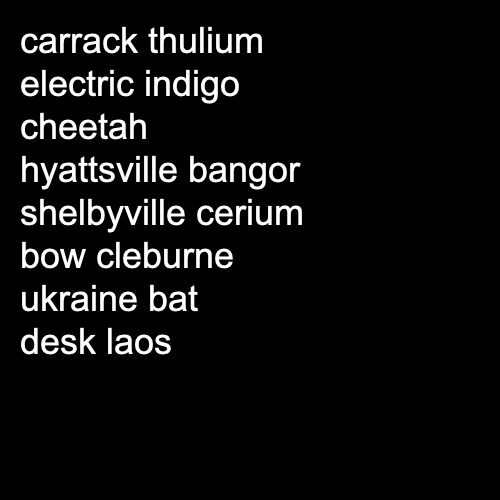 carrack thulium
electric indigo
cheetah
hyattsville bangor
shelbyville cerium
bow cleburne
ukraine bat
desk laos